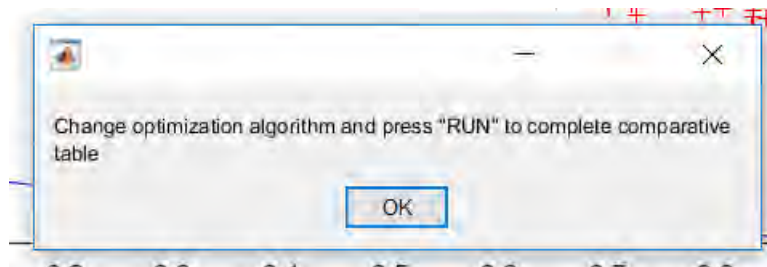 Change optimization algorithm and press "RUN" to complete comparative
table
OK